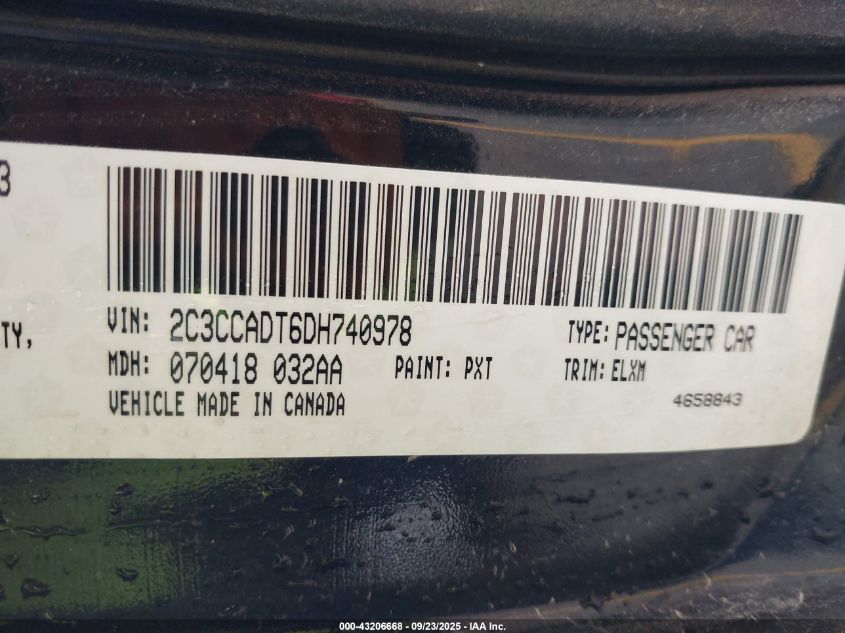 3
TY,
VIN: 2C3CCADT6DH740978 TYPE: PASSENGER CAR
MDH: 070418 032AA PAINT: PXT TRIM: ELXM
VEHICLE MADE IN CANADA 4658843
000-43206668 - 09/23/2025 - IAA Inc.